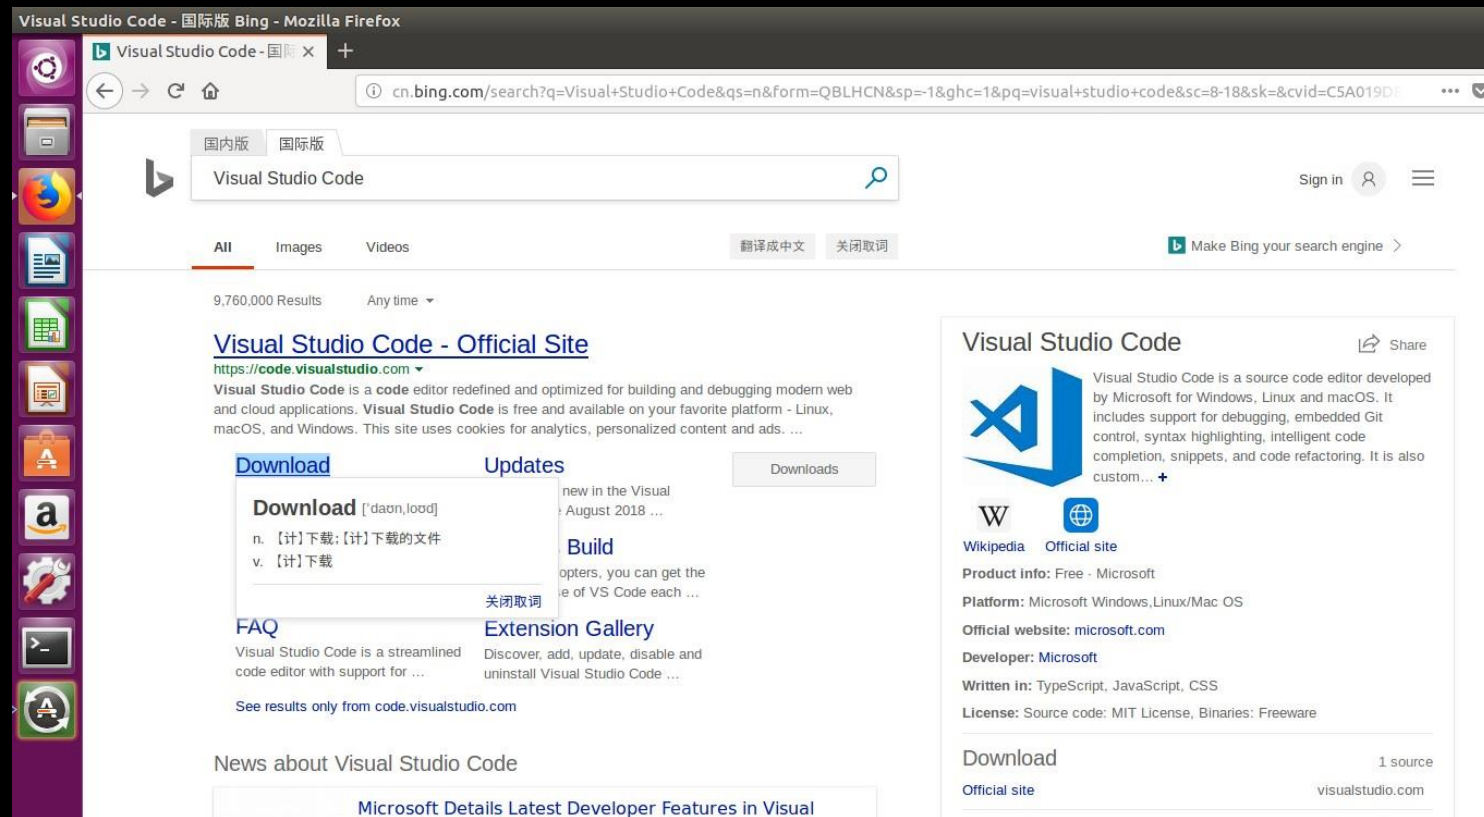 Visual Studio Code - 国际版 Bing - Mozilla Firefox
Visual Studio Code - 国际
cn.bing.com/search?q=Visual+Studio+Code&qs=n&form=QBLHCN&sp=-1&ghc=1&pq=visual+studio+code&sc=8-18&sk=&cvid=C5A019D
国内版 国际版
Visual Studio Code
Sign in
All Images Videos 翻译成中文 关闭取词
Make Bing your search engine
9,760,000 Results Any time
Visual Studio Code - Official Site
https://code.visualstudio.com
Visual Studio Code is a code editor redefined and optimized for building and debugging modern web
and cloud applications. Visual Studio Code is free and available on your favorite platform - Linux,
macOS, and Windows. This site uses cookies for analytics, personalized content and ads. ...
Download
Download ['daʊn,loʊd]
n. 【计】下载;【计】下载的文件
v. 【计】下载
关闭取词
Updates
new in the Visual
August 2018 ...
Build
opters, you can get the
se of VS Code each ...
Downloads
FAQ
Visual Studio Code is a streamlined
code editor with support for ...
Extension Gallery
Discover, add, update, disable and
uninstall Visual Studio Code ...
See results only from code.visualstudio.com
News about Visual Studio Code
Microsoft Details Latest Developer Features in Visual
Visual Studio Code
Share
Visual Studio Code is a source code editor developed
by Microsoft for Windows, Linux and macOS. It
includes support for debugging, embedded Git
control, syntax highlighting, intelligent code
completion, snippets, and code refactoring. It is also
custom... +
W
Wikipedia Official site
Product info: Free · Microsoft
Platform: Microsoft Windows,Linux/Mac OS
Official website: microsoft.com
Developer: Microsoft
Written in: TypeScript, JavaScript, CSS
License: Source code: MIT License, Binaries: Freeware
Download 1 source
Official site visualstudio.com